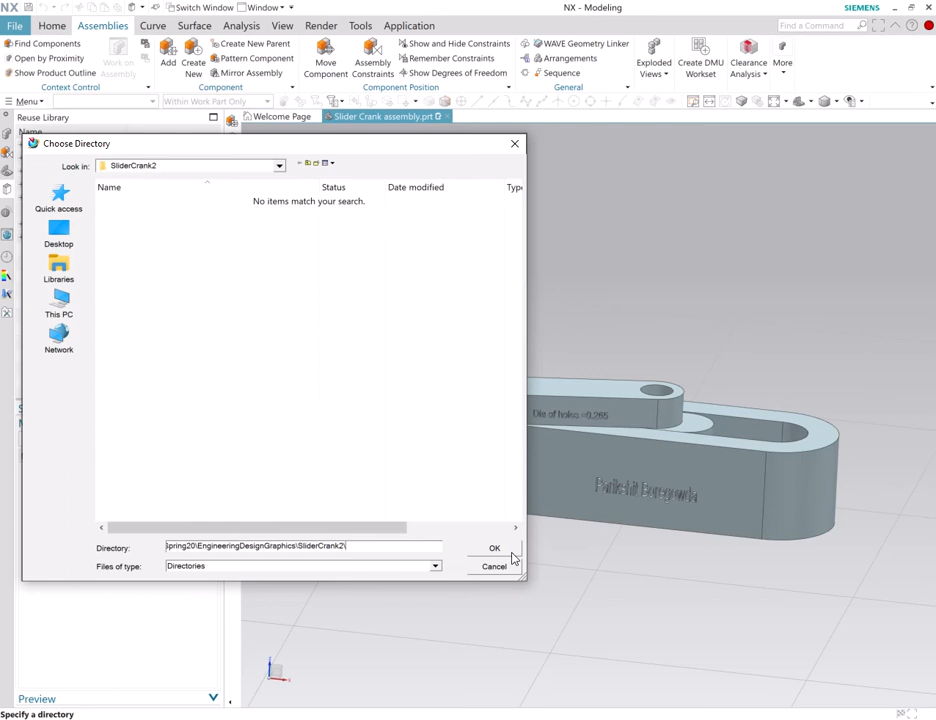 NX Switch Window Window NX - Modeling SIEMENS
File Home Assemblies Curve Surface Analysis View Render Tools Application Find a Command
Find Components
Open by Proximity
Show Product Outline
Context Control
Work on
Assembly
Add
Create
New
Create New Parent
Pattern Component
Mirror Assembly
Component
Move
Component
Assembly
Constraints
Show and Hide Constraints
Remember Constraints
Show Degrees of Freedom
Component Position
WAVE Geometry Linker
Arrangements
Sequence
General
Exploded
Views
Create DMU
Workset
Clearance
Analysis
More
Menu Within Work Part Only
Reuse Library
Name
Welcome Page
Slider Crank assembly.prt
Choose Directory
Look in: SliderCrank2
Name Status Date modified Type
No items match your search.
Quick access
Desktop
Libraries
This PC
Network
Directory: Spring20\EngineeringDesignGraphics\SliderCrank2\
OK
Files of type: Directories
Cancel
Die of holes =0.265
Parikshit Boregowda
Preview
Specify a directory